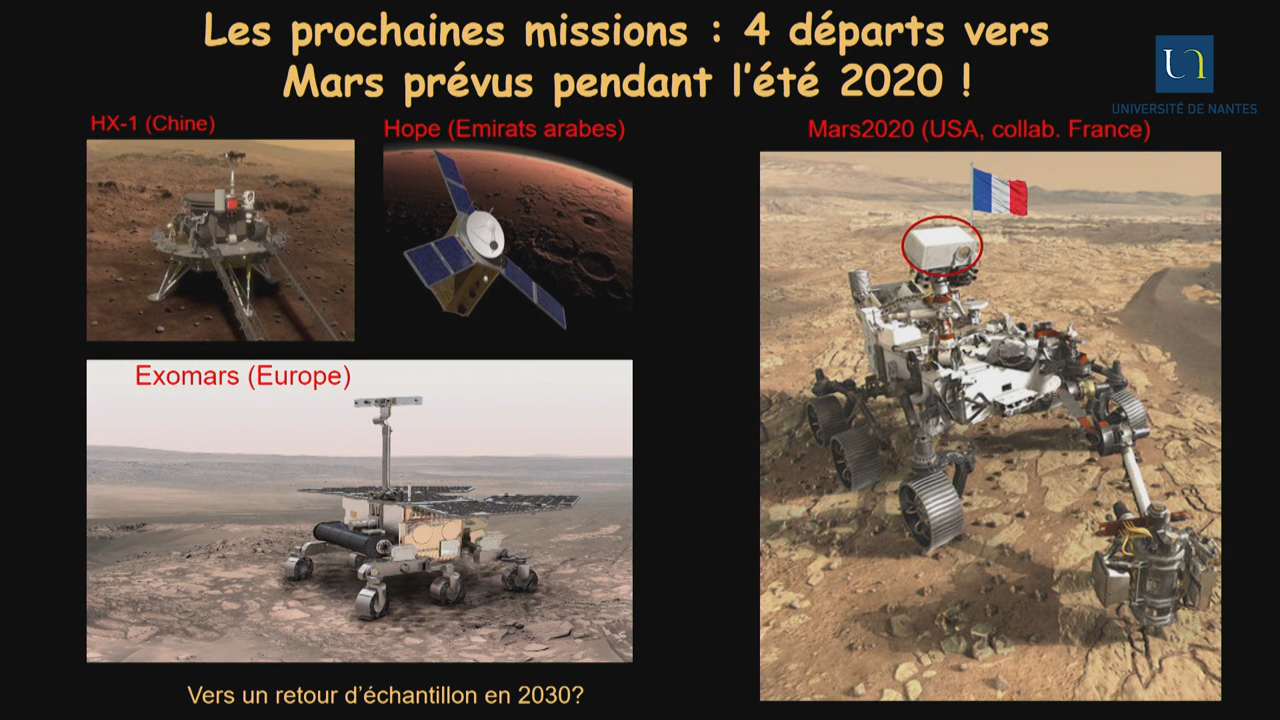 Les prochaines missions : 4 départs vers
Mars prévus pendant l'été 2020 !
UN
UNIVERSITÉ DE NANTES
HX-1 (Chine)
Hope (Emirats arabes)
Mars2020 (USA, collab. France)
Exomars (Europe)
Vers un retour d'échantillon en 2030?